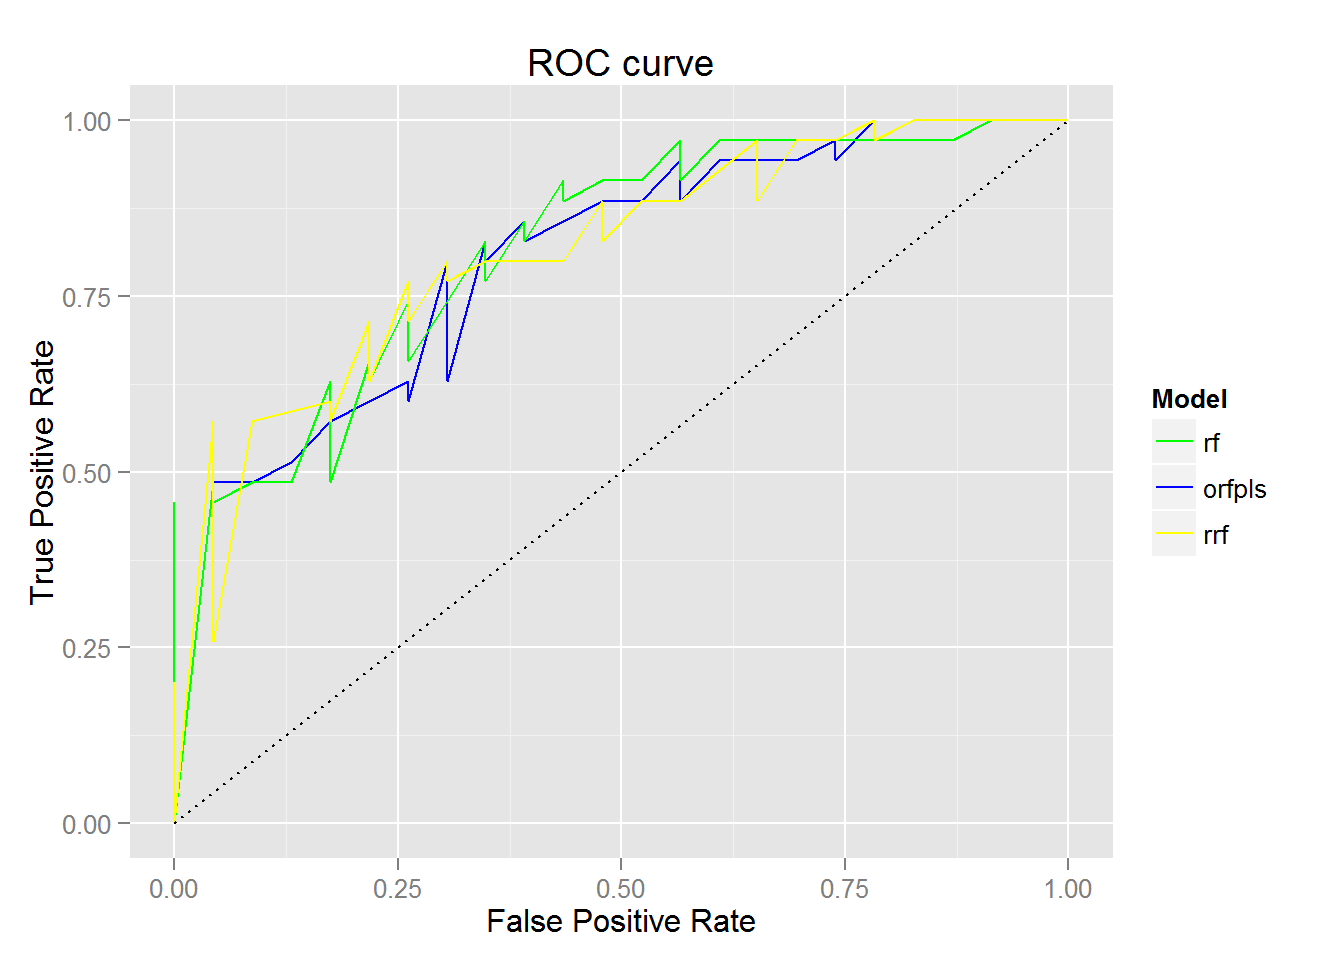 ROC curve
1.00
0.75
0.50
0.25
0.00
True Positive Rate
0.00 0.25 0.50 0.75 1.00
False Positive Rate
Model
rf
orfpls
rrf